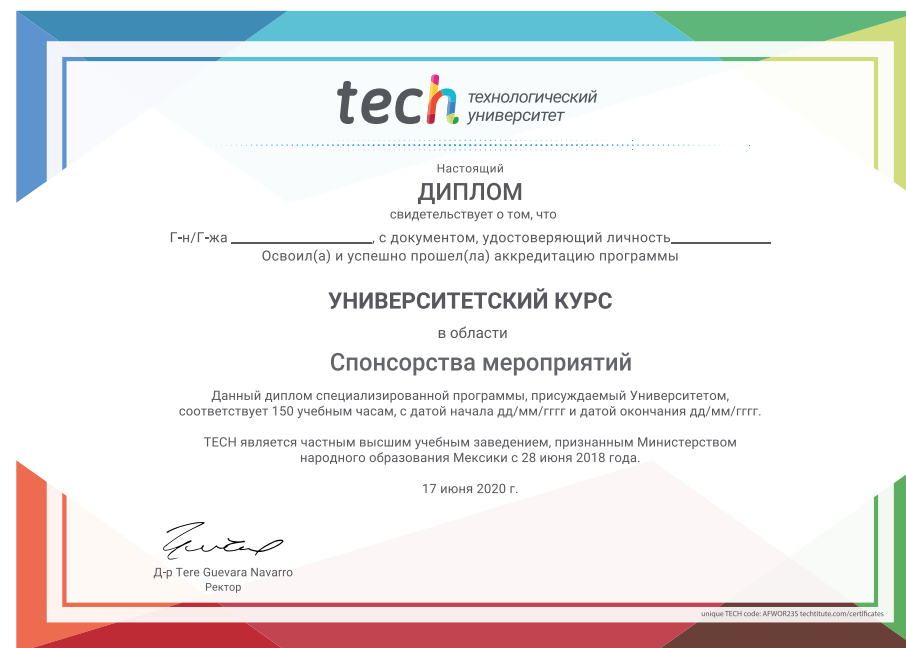 tech технологический университет
Настоящий
ДИПЛОМ
свидетельствует о том, что
Г-н/Г-жа , с документом, удостоверяющий личность
Освоил(а) и успешно прошел(ла) аккредитацию программы
УНИВЕРСИТЕТСКИЙ КУРС
в области
Спонсорства мероприятий
Данный диплом специализированной программы, присуждаемый Университетом,
соответствует 150 учебным часам, с датой начала дд/мм/гггг и датой окончания дд/мм/гггг.
TECH является частным высшим учебным заведением, признанным Министерством
народного образования Мексики с 28 июня 2018 года.
17 июня 2020 г.
Д-р Tere Guevara Navarro
Ректор
unique TECH code: AFWOR23S techtitute.com/certificates